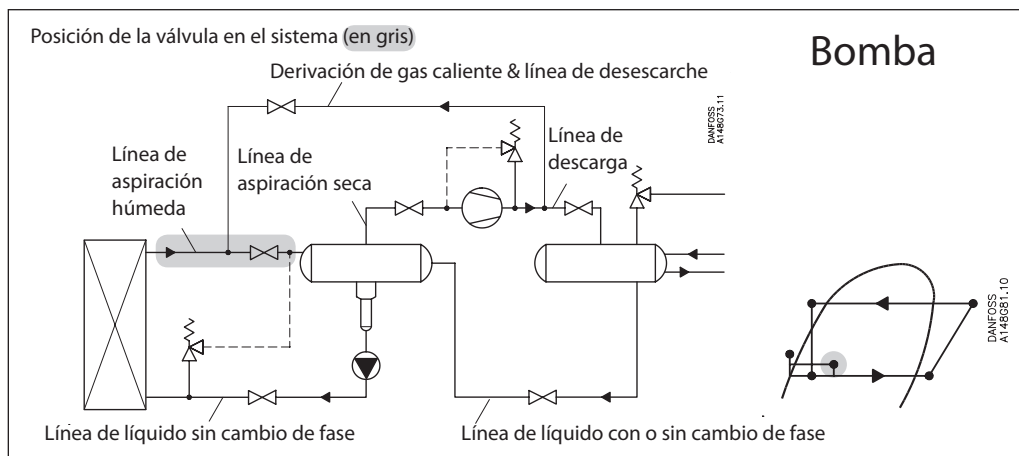 Posición de la válvula en el sistema (en gris)
Bomba
Derivación de gas caliente & línea de desescarche
DANFOSS
A148G73.11
Línea de
aspiración
húmeda
Línea de
aspiración seca
Línea de
descarga
DANFOSS
A148G81.10
Línea de líquido sin cambio de fase
Línea de líquido con o sin cambio de fase